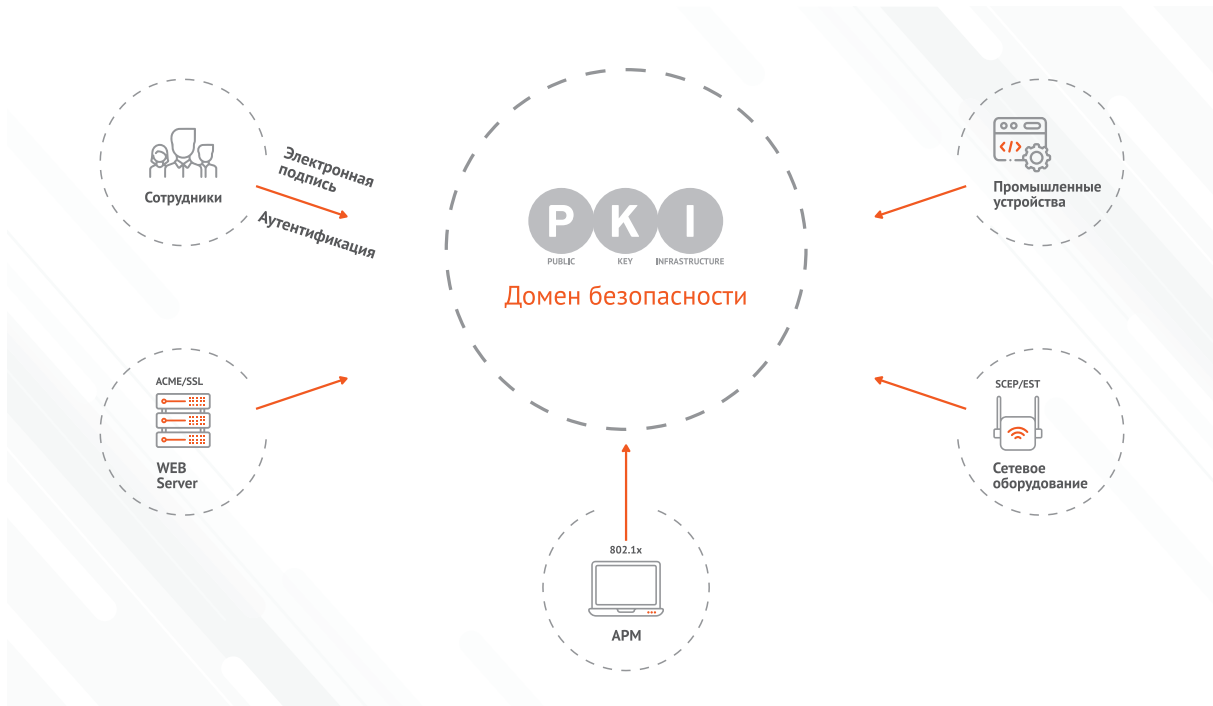 Сотрудники
Электронная
подпись
Аутентификация
P K I
PUBLIC KEY INFRASTRUCTURE
Домен безопасности
</>
Промышленные
устройства
ACME/SSL
WEB
Server
SCEP/EST
Сетевое
оборудование
802.1x
АРМ